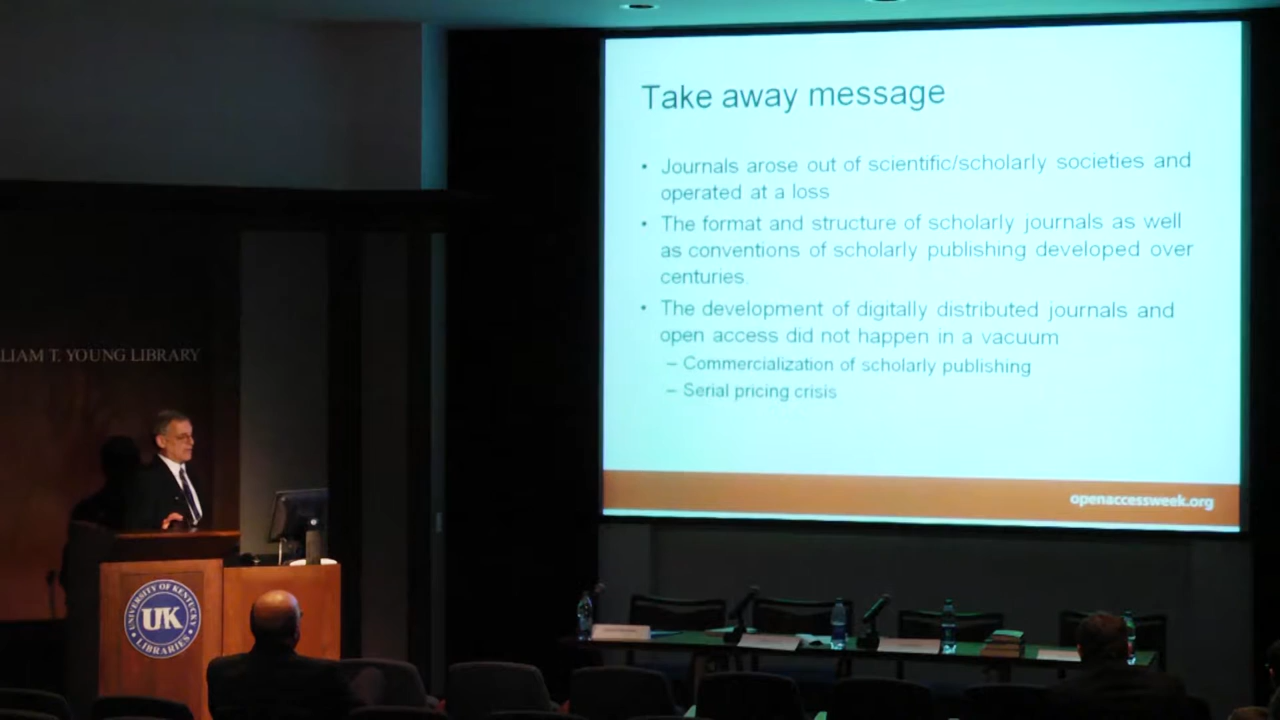 Take away message
• Journals arose out of scientific/scholarly societies and
operated at a loss
• The format and structure of scholarly journals as well
as conventions of scholarly publishing developed over
centuries.
• The development of digitally distributed journals and
open access did not happen in a vacuum
– Commercialization of scholarly publishing
– Serial pricing crisis
openaccessweek.org
LIAM T. YOUNG LIBRARY
UNIVERSITY OF KENTUCKY
UK
LIBRARIES